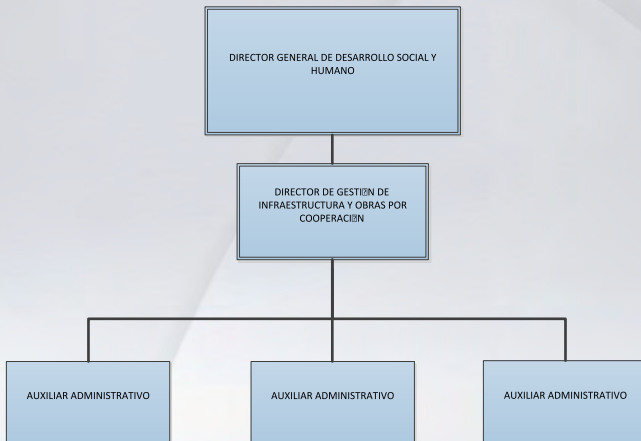 DIRECTOR GENERAL DE DESARROLLO SOCIAL Y
HUMANO
DIRECTOR DE GESTI⍰N DE
INFRAESTRUCTURA Y OBRAS POR
COOPERACI⍰N
AUXILIAR ADMINISTRATIVO
AUXILIAR ADMINISTRATIVO
AUXILIAR ADMINISTRATIVO